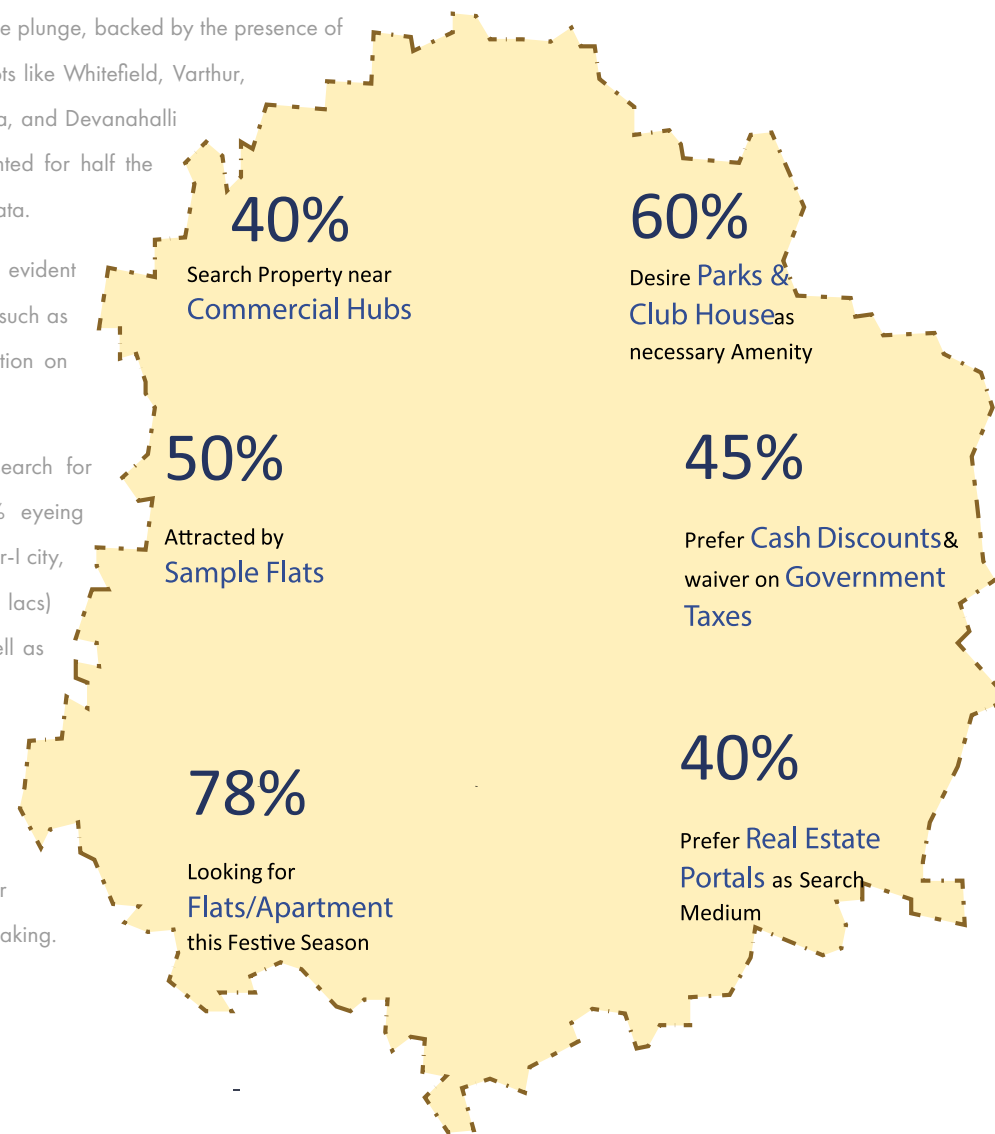 e plunge, backed by the presence of
ts like Whitefield, Varthur,
a, and Devanahalli
nted for half the
ata.
evident
such as
tion on
earch for
% eyeing
r-I city,
lacs)
ell as
r
aking.
40%
Search Property near
Commercial Hubs
60%
Desire Parks &
Club House as
necessary Amenity
50%
Attracted by
Sample Flats
45%
Prefer Cash Discounts &
waiver on Government
Taxes
78%
Looking for
Flats/Apartment
this Festive Season
40%
Prefer Real Estate
Portals as Search
Medium